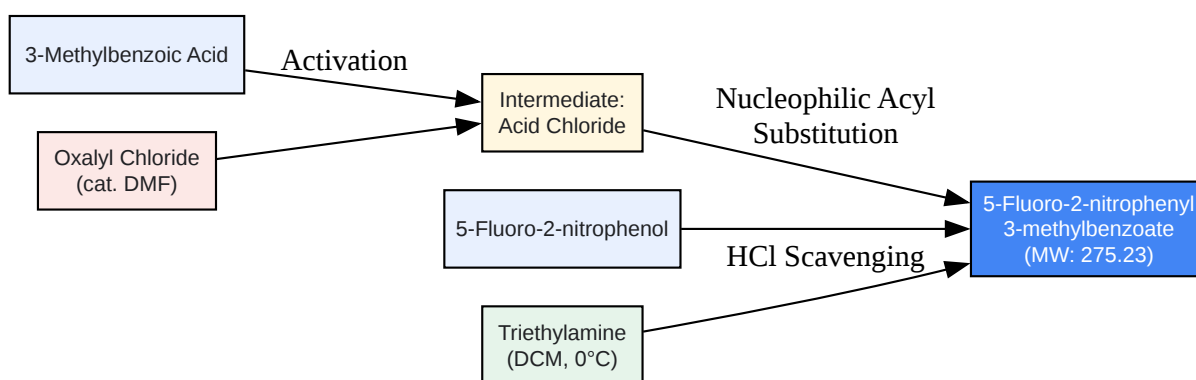 3-Methylbenzoic Acid
Activation
Oxalyl Chloride
(cat. DMF)
Intermediate:
Acid Chloride
Nucleophilic Acyl
Substitution
5-Fluoro-2-nitrophenol
HCl Scavenging
Triethylamine
(DCM, 0°C)
5-Fluoro-2-nitrophenyl
3-methylbenzoate
(MW: 275.23)